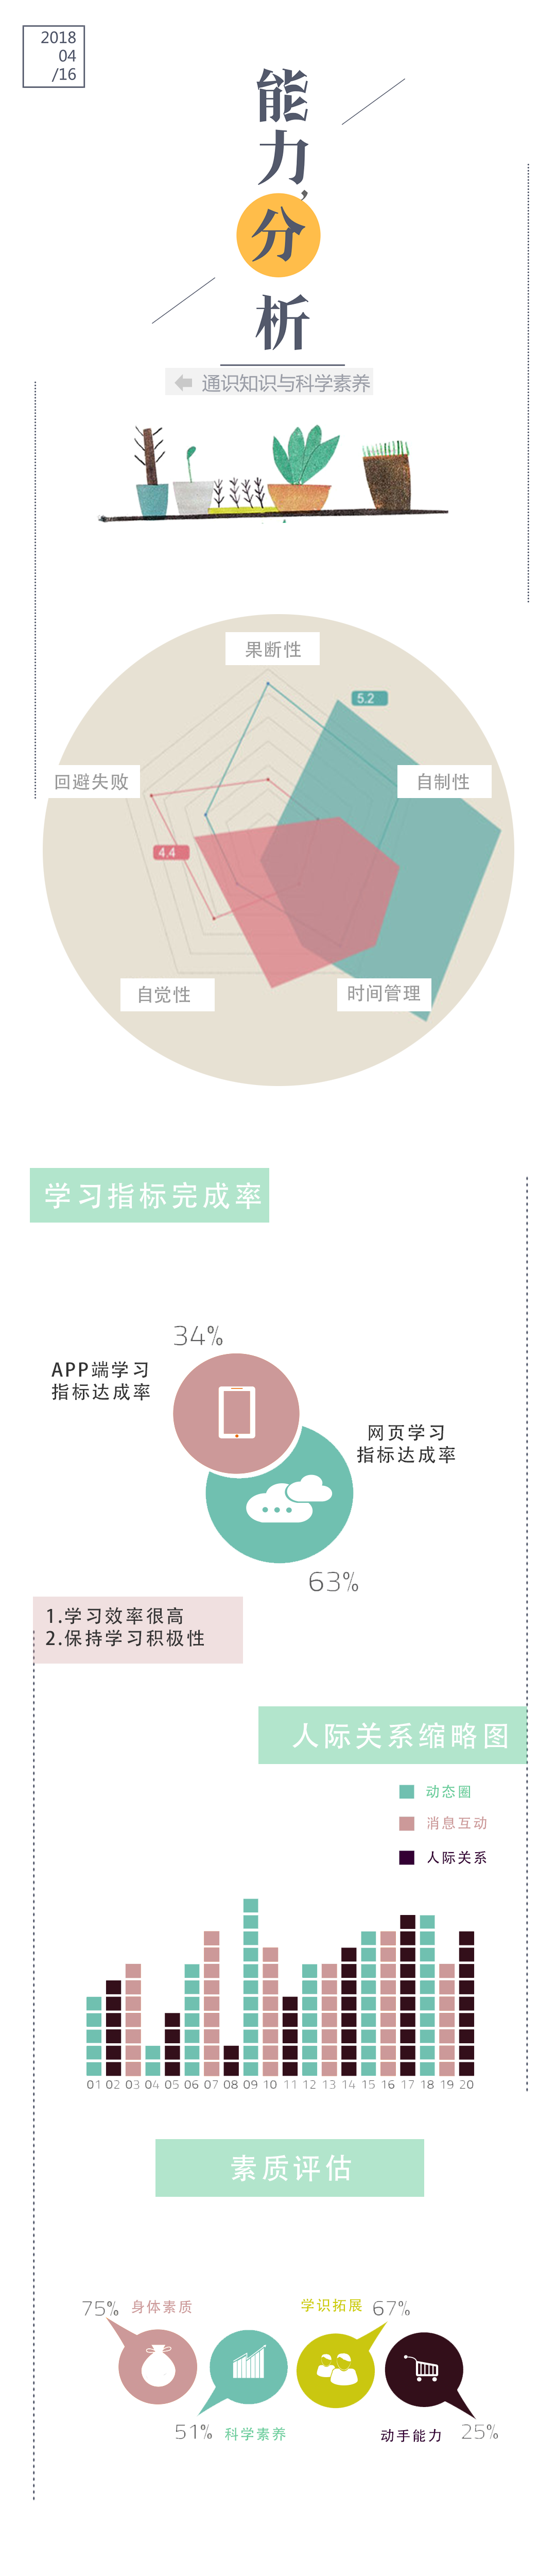 2018
04
/16
能
力,
分
析
通识知识与科学素养
果断性
5.2
回避失败
自制性
4.4
自觉性
时间管理
学习指标完成率
34%
APP端学习
指标达成率
网页学习
指标达成率
63%
1.学习效率很高
2.保持学习积极性
人际关系缩略图
动态圈
消息互动
人际关系
01 02 03 04 05 06 07 08 09 10 11 12 13 14 15 16 17 18 19 20
素质评估
75% 身体素质
学识拓展 67%
51% 科学素养
动手能力 25%